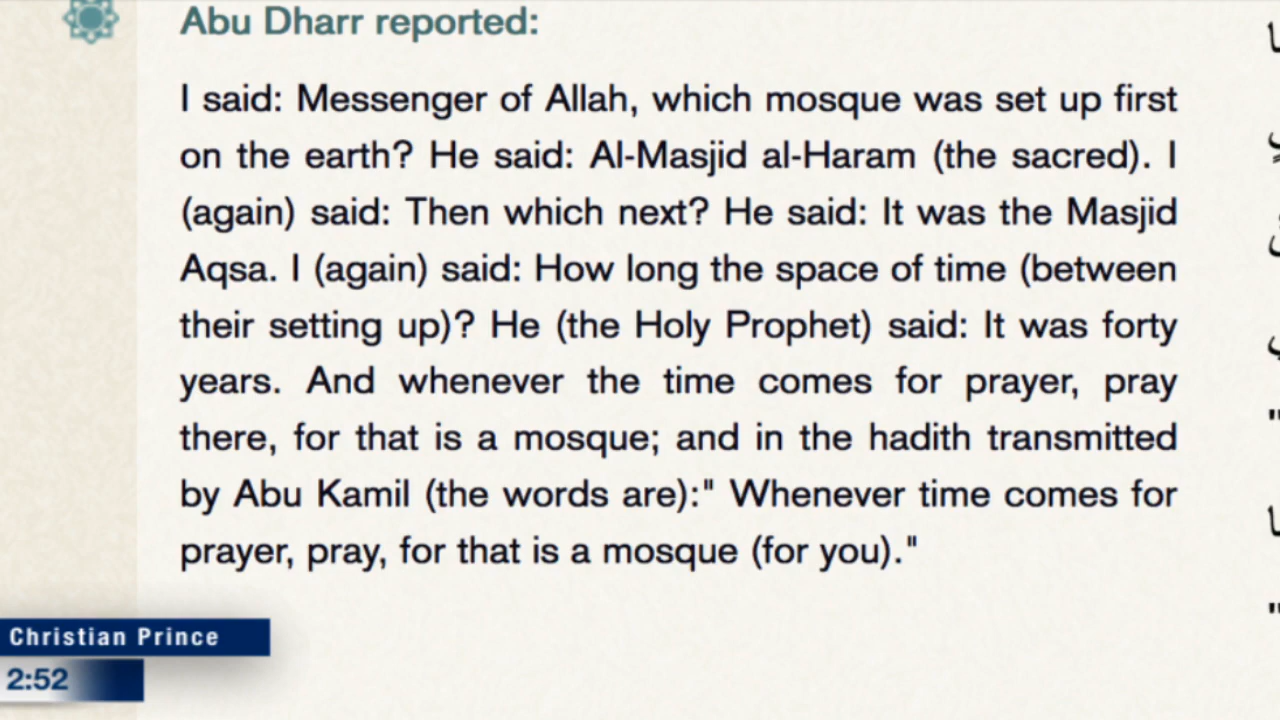 Abu Dharr reported:
I said: Messenger of Allah, which mosque was set up first
on the earth? He said: Al-Masjid al-Haram (the sacred). I
(again) said: Then which next? He said: It was the Masjid
Aqsa. I (again) said: How long the space of time (between
their setting up)? He (the Holy Prophet) said: It was forty
years. And whenever the time comes for prayer, pray
there, for that is a mosque; and in the hadith transmitted
by Abu Kamil (the words are):" Whenever time comes for
prayer, pray, for that is a mosque (for you)."
Christian Prince
2:52